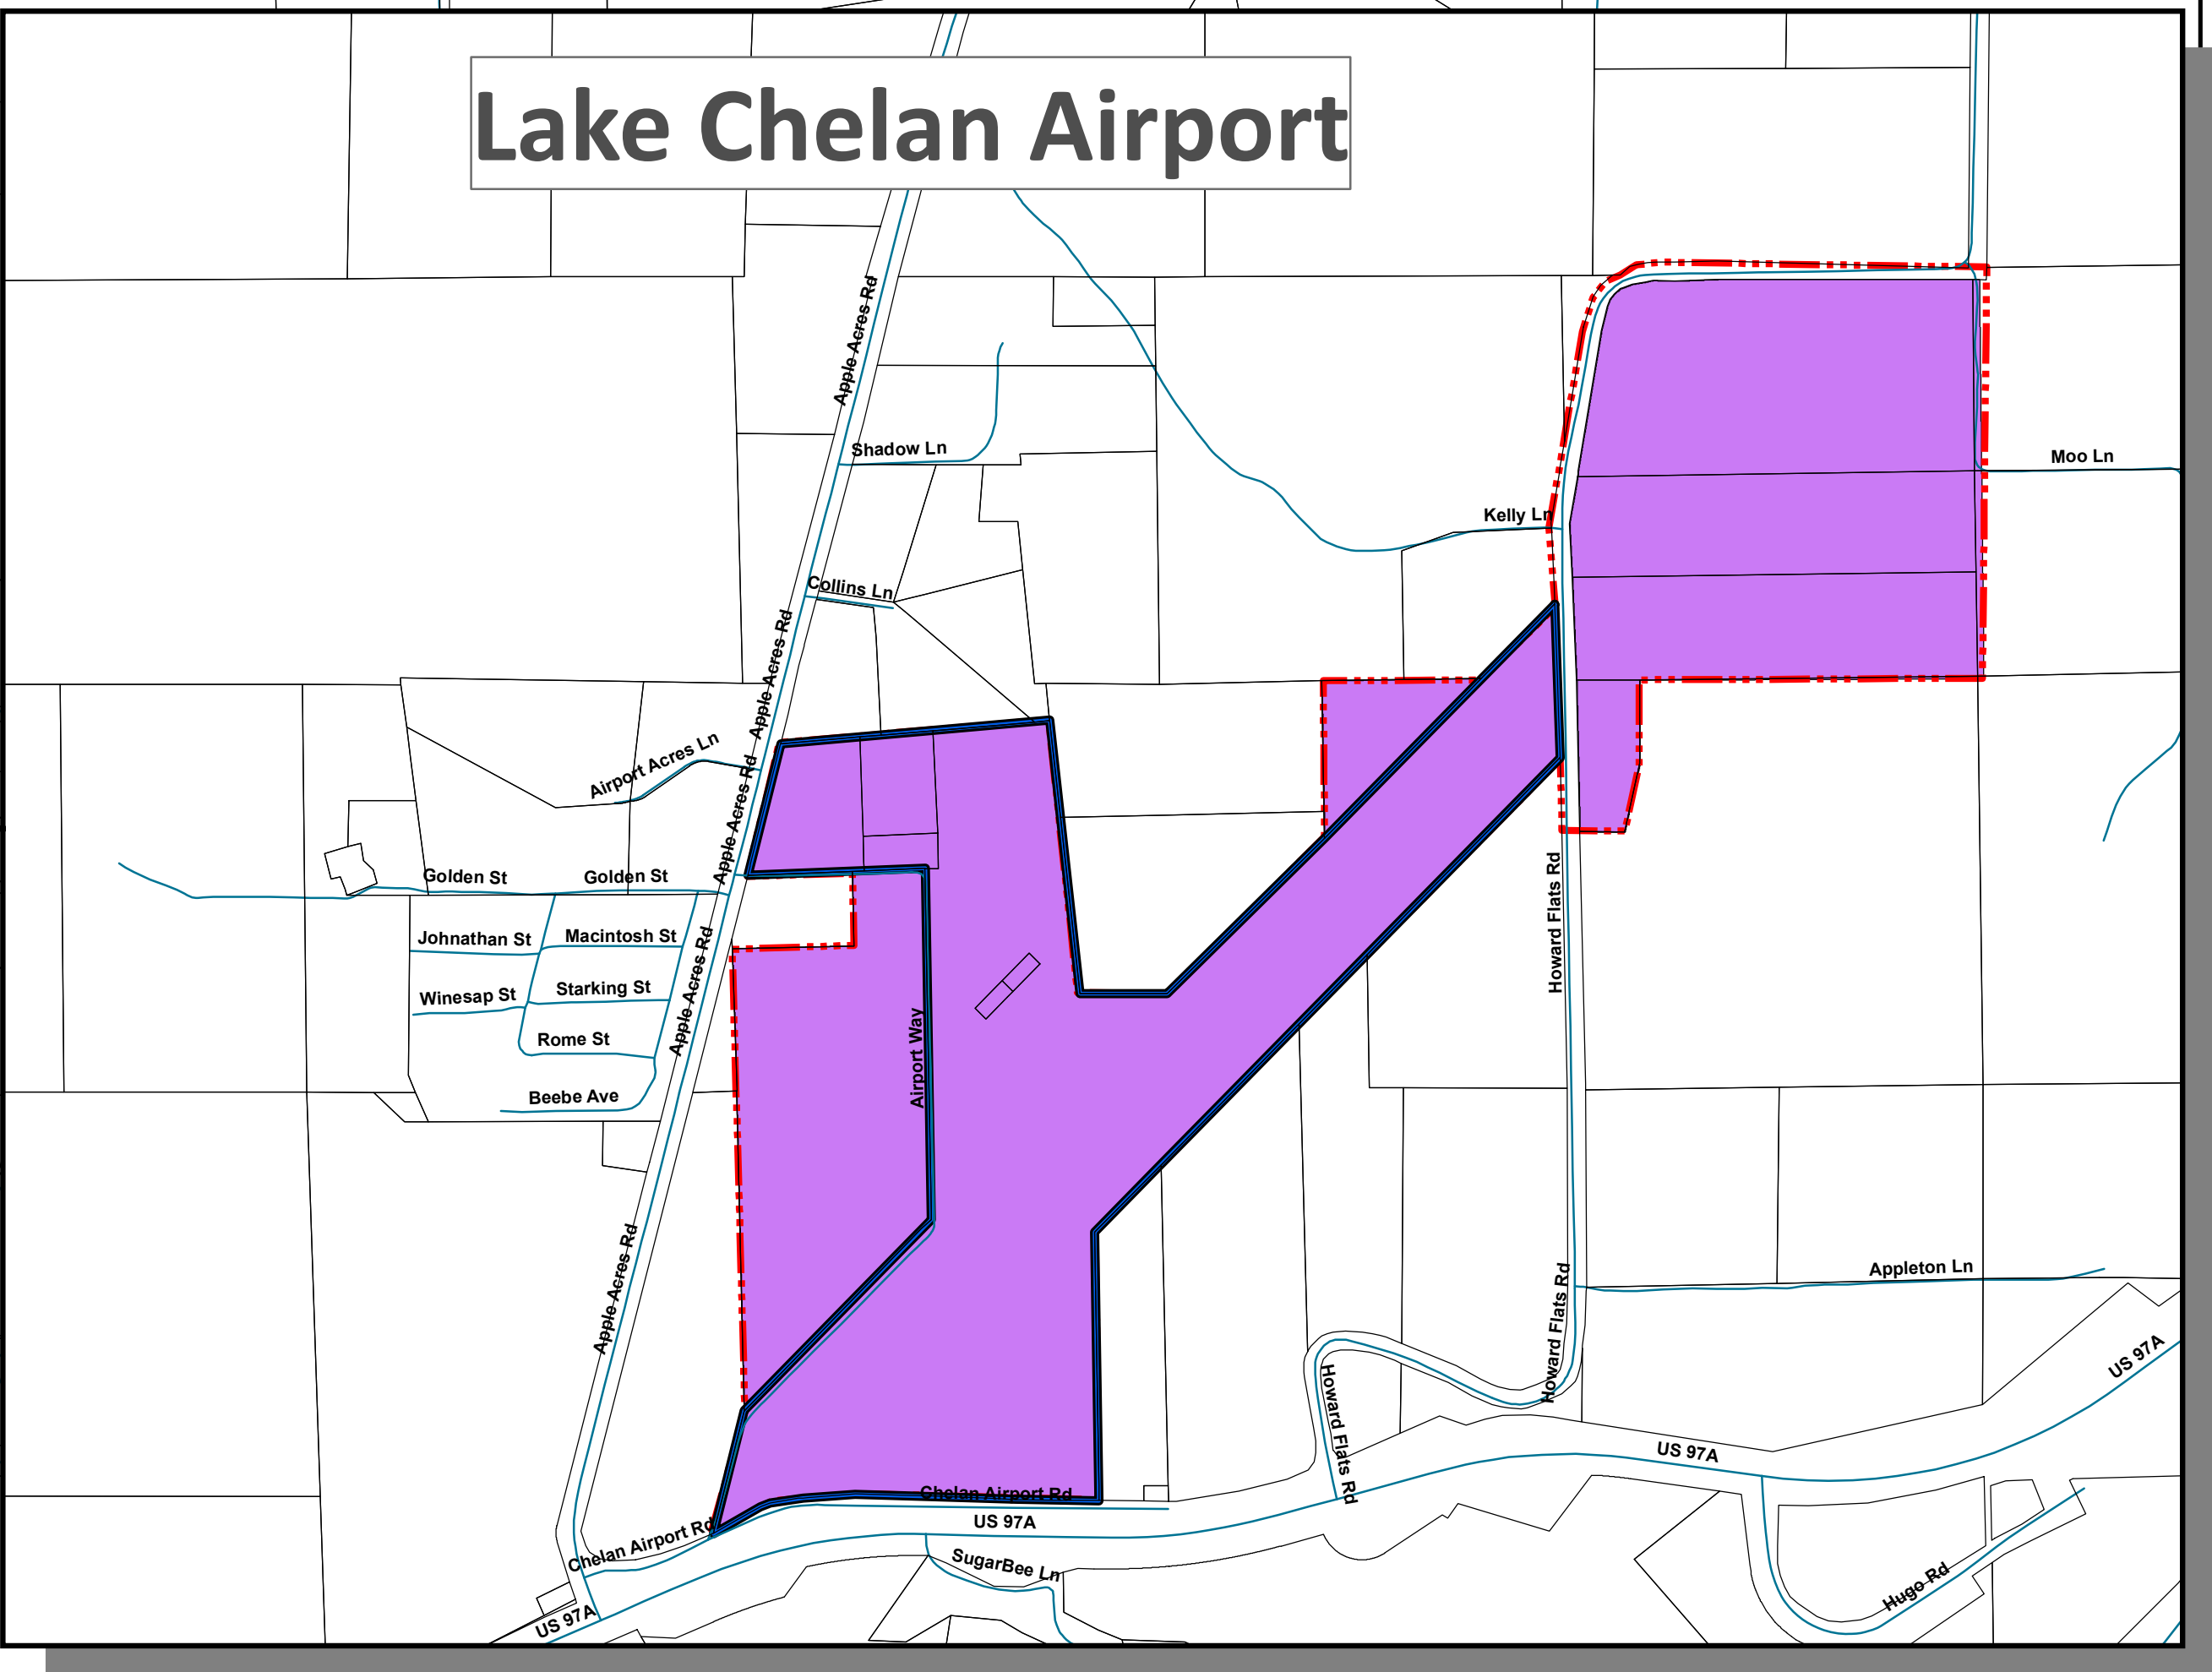 Lake Chelan Airport
Apple Acres Rd
Shadow Ln
Moo Ln
Kelly Ln
Collins Ln
Apple Acres Rd
Airport Acres Ln
Apple Acres Rd
Golden St
Golden St
Howard Flats Rd
Johnathan St
Macintosh St
Apple Acres Rd
Winesap St
Starking St
Rome St
Airport Way
Beebe Ave
Apple Acres Rd
Appleton Ln
Howard Flats Rd
Howard Flats Rd
US 97A
US 97A
Chelan Airport Rd
US 97A
Chelan Airport Rd
SugarBee Ln
Hugo Rd
US 97A